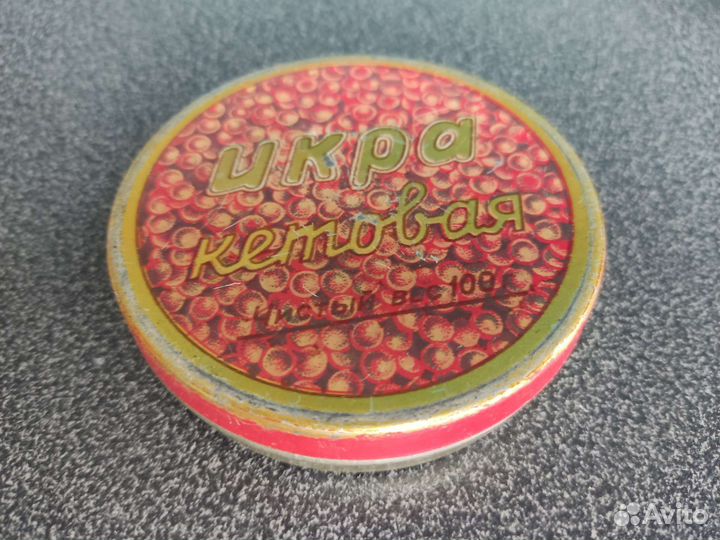 икра
кетовая
Чистый вес 100 г.
Avito